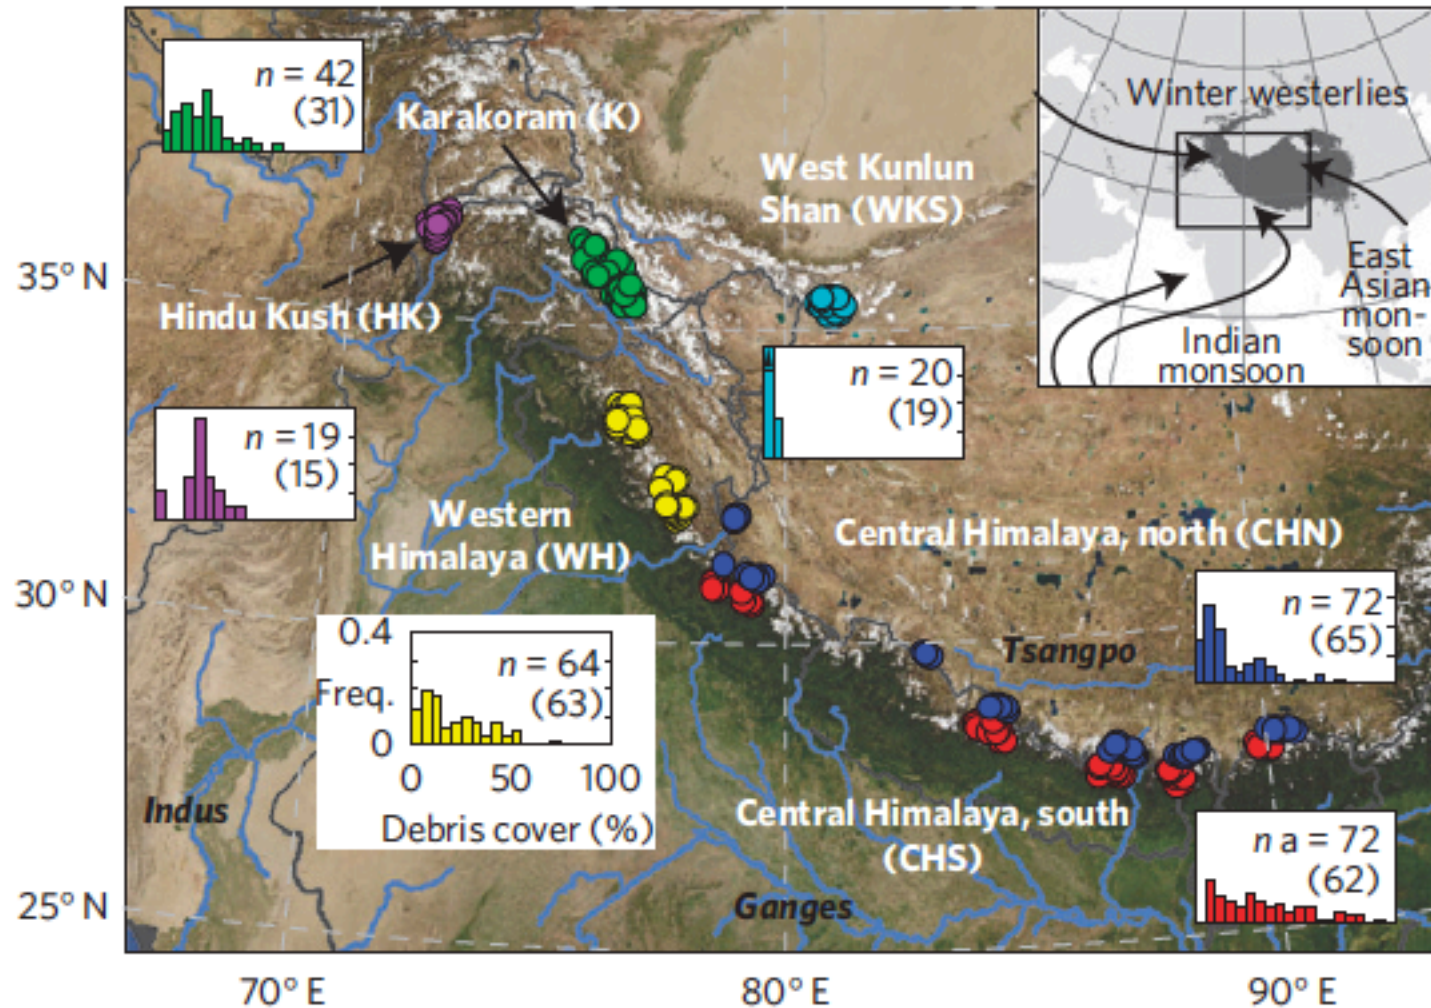 n = 42
(31)
Karakoram (K)
Winter westerlies
West Kunlun
Shan (WKS)
East
Asian
mon-
soon
Indian
monsoon
35° N
Hindu Kush (HK)
n = 20
(19)
n = 19
(15)
Western
Himalaya (WH)
Central Himalaya, north (CHN)
30° N
n = 72
(65)
0.4
Freq.
0
n = 64
(63)
0 50 100
Debris cover (%)
Tsangpo
Indus
Central Himalaya, south
(CHS)
n a = 72
(62)
25° N
Ganges
70° E 80° E 90° E